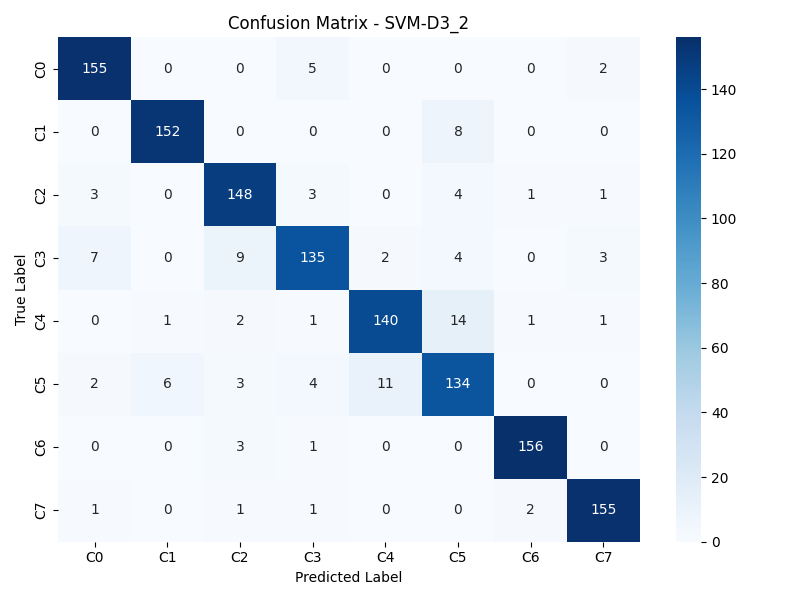 Confusion Matrix - SVM-D3_2
True Label
C0 155 0 0 5 0 0 0 2
C1 0 152 0 0 0 8 0 0
C2 3 0 148 3 0 4 1 1
C3 7 0 9 135 2 4 0 3
C4 0 1 2 1 140 14 1 1
C5 2 6 3 4 11 134 0 0
C6 0 0 3 1 0 0 156 0
C7 1 0 1 1 0 0 2 155
C0 C1 C2 C3 C4 C5 C6 C7
Predicted Label
140
120
100
80
60
40
20
0